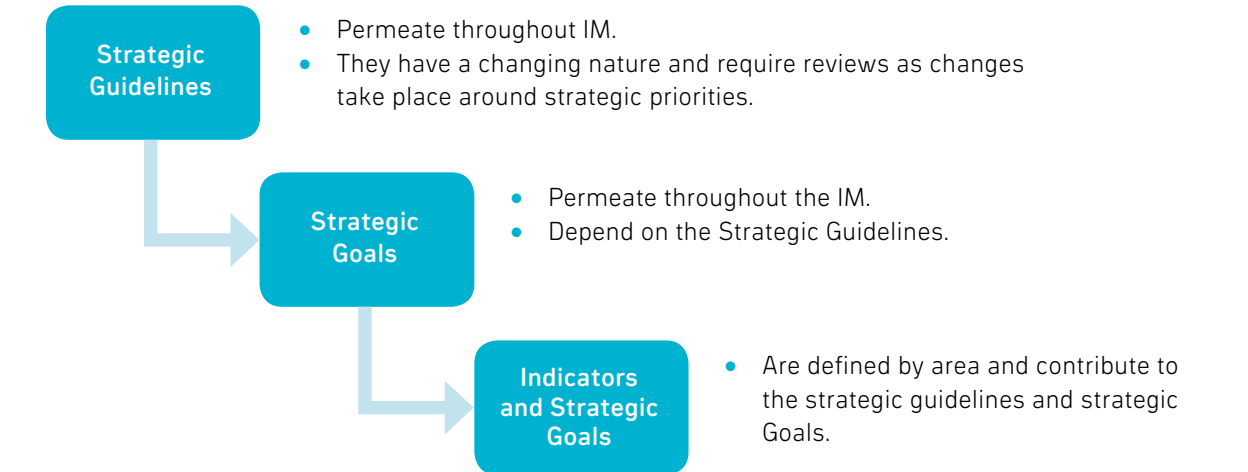 Strategic
Guidelines
• Permeate throughout IM.
• They have a changing nature and require reviews as changes
take place around strategic priorities.
Strategic
Goals
• Permeate throughout the IM.
• Depend on the Strategic Guidelines.
Indicators
and Strategic
Goals
• Are defined by area and contribute to
the strategic guidelines and strategic
Goals.